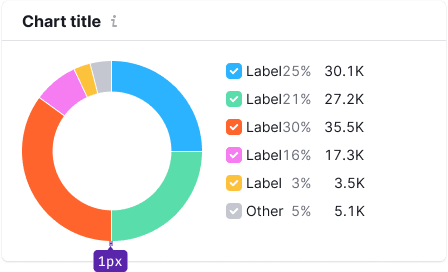 Chart title i
Label 25% 30.1K
Label 21% 27.2K
Label 30% 35.5K
Label 16% 17.3K
Label 3% 3.5K
Other 5% 5.1K
1px